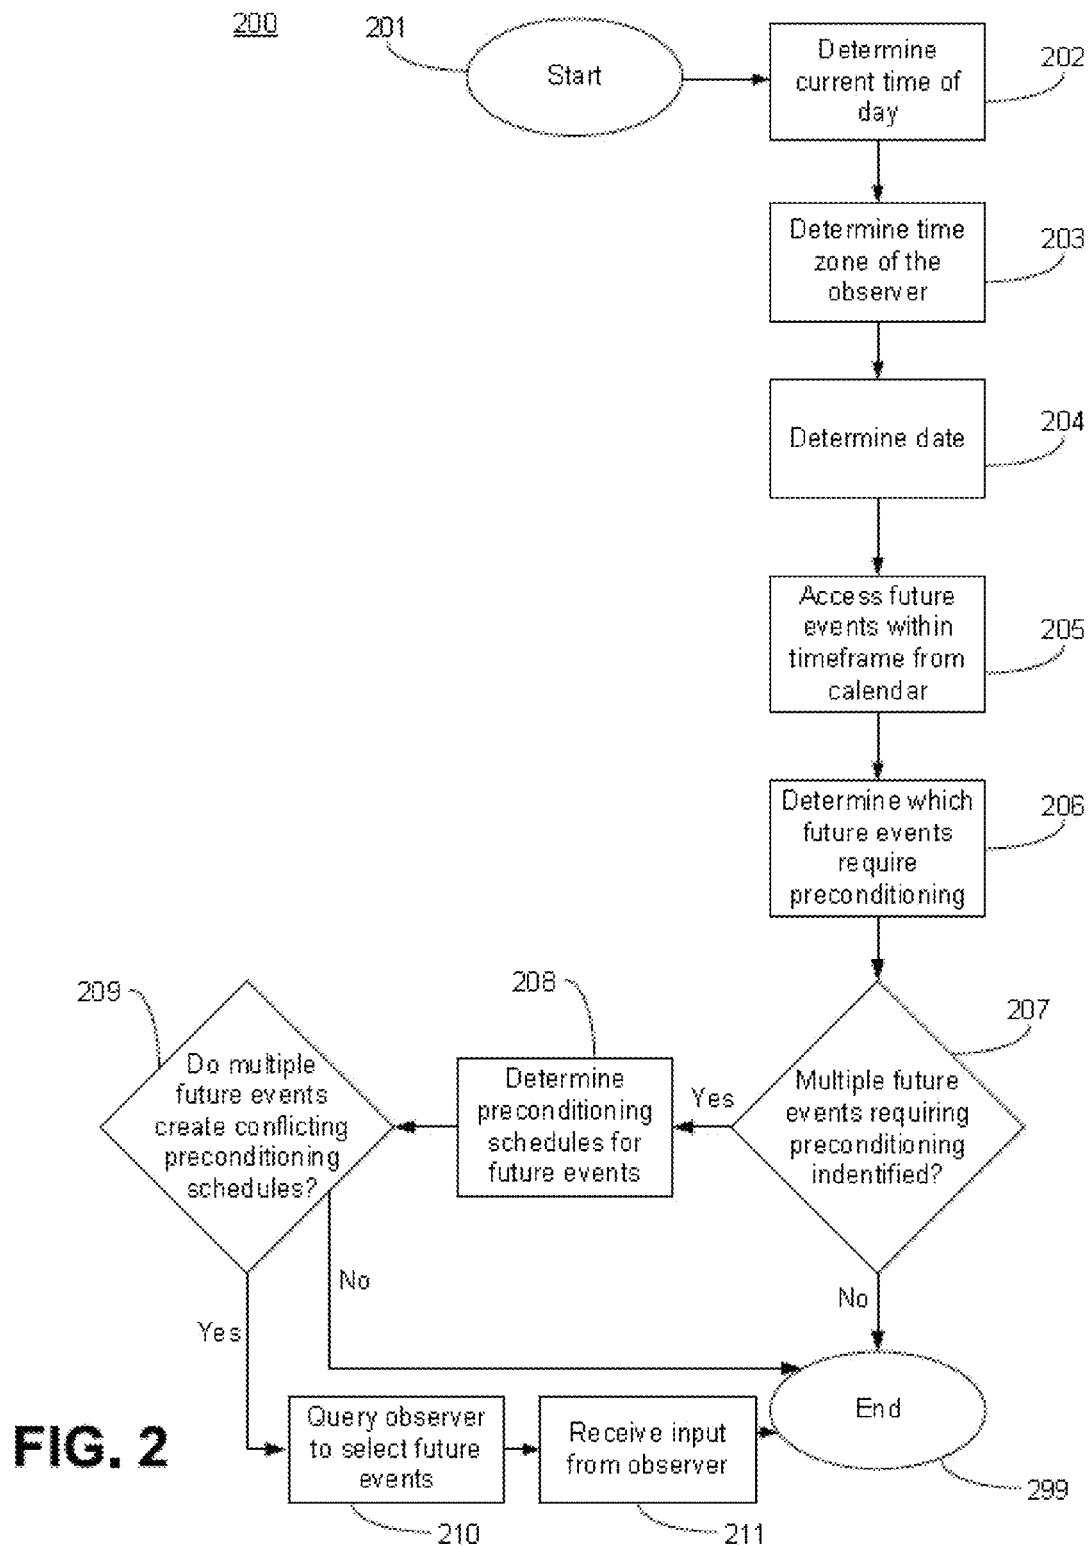 200
201
Start
Determine
current time of
day
202
Determine time
zone of the
observer
203
Determine date
204
Access future
events within
timeframe from
calendar
205
Determine which
future events
require
preconditioning
206
207
Multiple future
events requiring
preconditioning
indentified?
Yes
No
208
Determine
preconditioning
schedules for
future events
209
Do multiple
future events
create conflicting
preconditioning
schedules?
No
Yes
Query observer
to select future
events
210
Receive input
from observer
211
End
299
FIG. 2